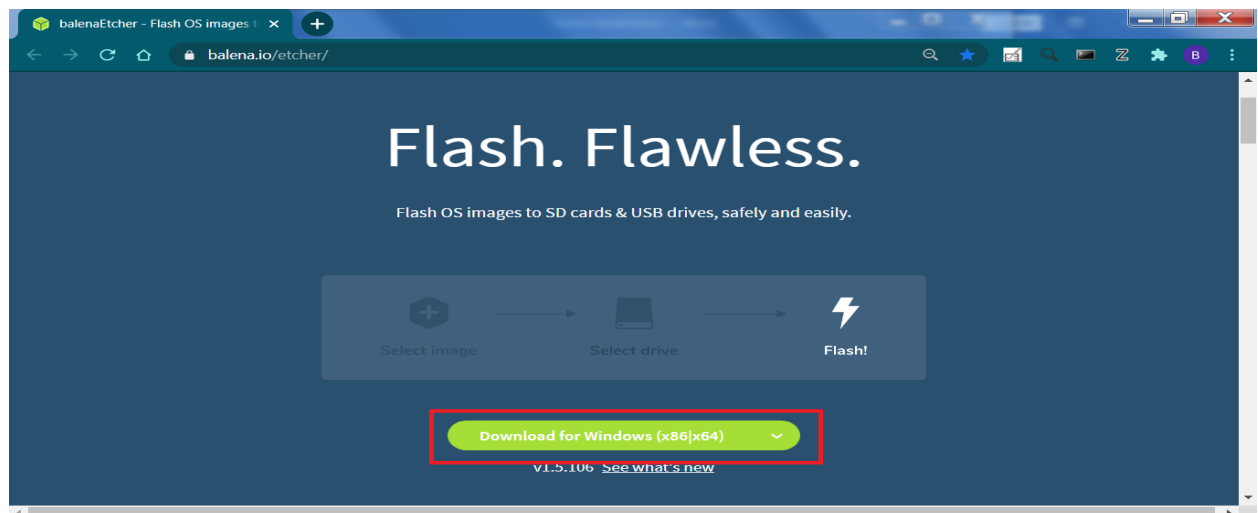 balenaEtcher - Flash OS images t
balena.io/etcher/
Z
B
Flash. Flawless.
Flash OS images to SD cards & USB drives, safely and easily.
Select image
Select drive
Flash!
Download for Windows (x86|x64)
v1.5.106 See what's new